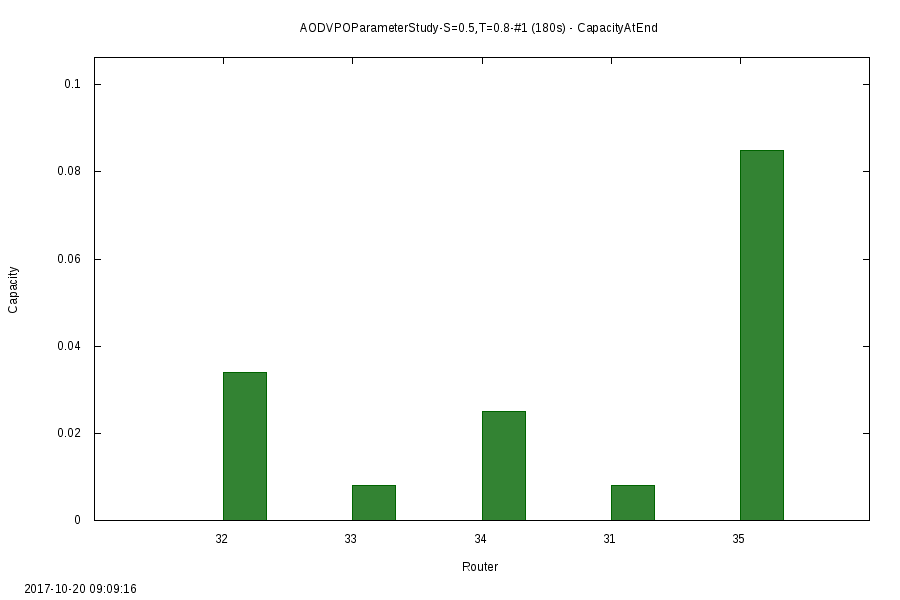 AODVPOParameterStudy-S=0.5,T=0.8-#1 (180s) - CapacityAtEnd
0.1
0.08
0.06
0.04
0.02
0
Capacity
32 33 34 31 35
Router
2017-10-20 09:09:16